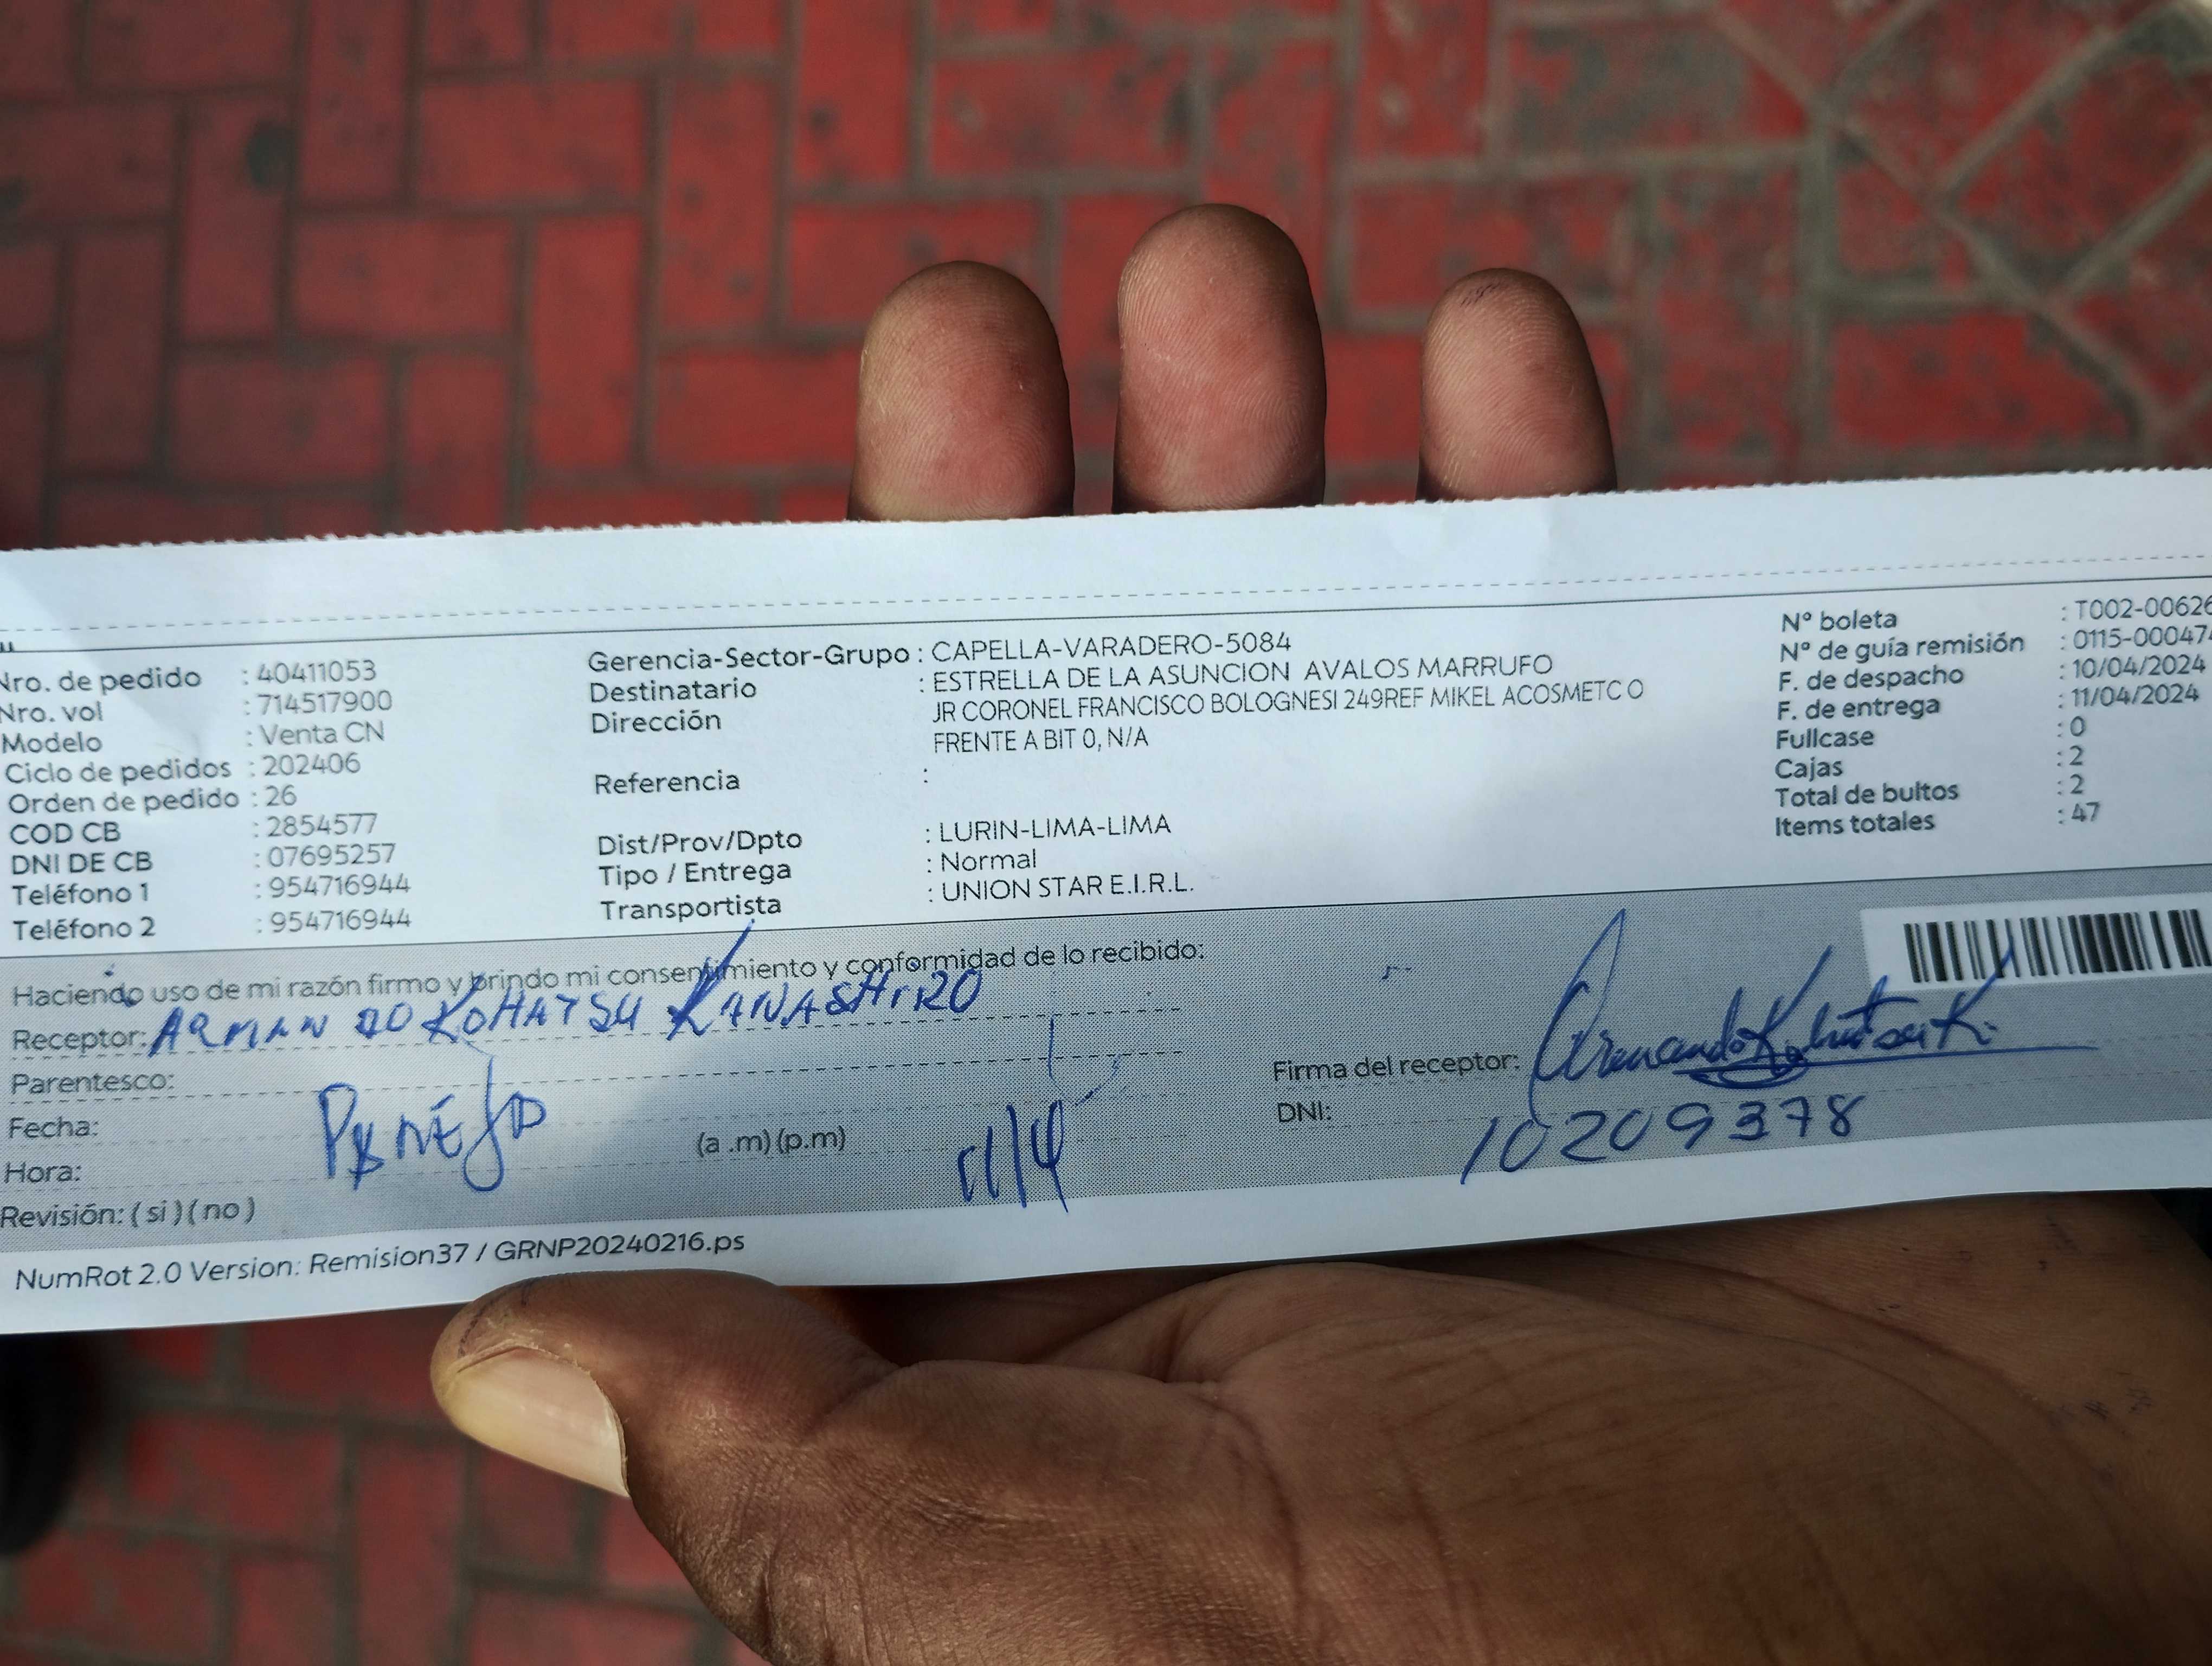 Nro. de pedido : 40411053
Nro. vol : 714517900
Modelo : Venta CN
Ciclo de pedidos : 202406
Orden de pedido : 26
COD CB : 2854577
DNI DE CB : 07695257
Teléfono 1 : 954716944
Teléfono 2 : 954716944
Gerencia-Sector-Grupo : CAPELLA-VARADERO-5084
Destinatario : ESTRELLA DE LA ASUNCION AVALOS MARRUFO
Dirección JR CORONEL FRANCISCO BOLOGNESI 249REF MIKEL ACOSMETC O
FRENTE A BIT 0, N/A
Referencia :
Dist/Prov/Dpto : LURIN-LIMA-LIMA
Tipo / Entrega : Normal
Transportista : UNION STAR E.I.R.L.
Nº boleta : T002-00626
Nº de guía remisión : 0115-000474
F. de despacho : 10/04/2024
F. de entrega : 11/04/2024
Fullcase : 0
Cajas : 2
Total de bultos : 2
Items totales : 47
Haciendo uso de mi razón firmo y brindo mi consentimiento y conformidad de lo recibido:
Receptor: ARMANDO KOHATSU KANASHIRO
Parentesco:
Fecha:
Hora: (a .m) (p.m) 11/4
Revisión: ( si ) ( no )
Firma del receptor: Armando Kohatsu K.
DNI: 10209378
NumRot 2.0 Version: Remision37 / GRNP20240216.ps